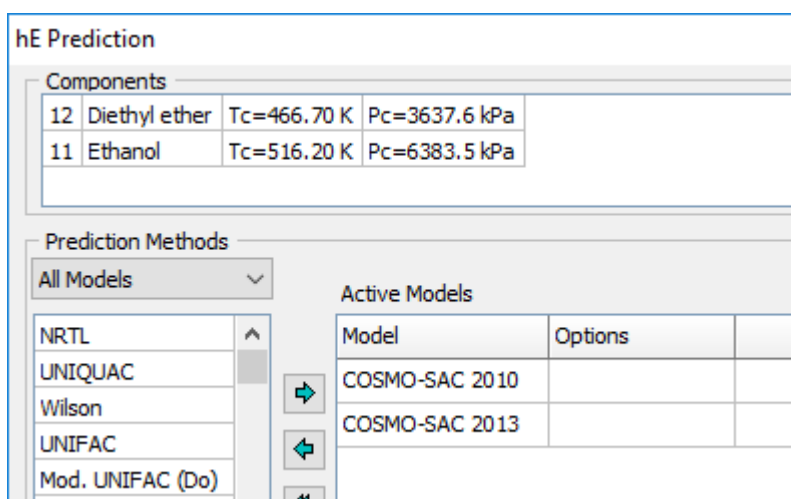 hE Prediction
Components
12 Diethyl ether Tc=466.70 K Pc=3637.6 kPa
11 Ethanol Tc=516.20 K Pc=6383.5 kPa
Prediction Methods
All Models
Active Models
NRTL
UNIQUAC
Wilson
UNIFAC
Mod. UNIFAC (Do)
Model Options
COSMO-SAC 2010
COSMO-SAC 2013